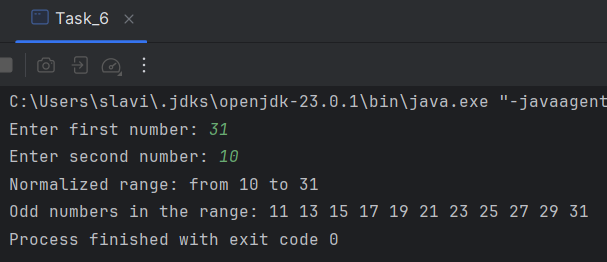 Task_6
C:\Users\slavi\.jdks\openjdk-23.0.1\bin\java.exe "-javaagent
Enter first number: 31
Enter second number: 10
Normalized range: from 10 to 31
Odd numbers in the range: 11 13 15 17 19 21 23 25 27 29 31
Process finished with exit code 0